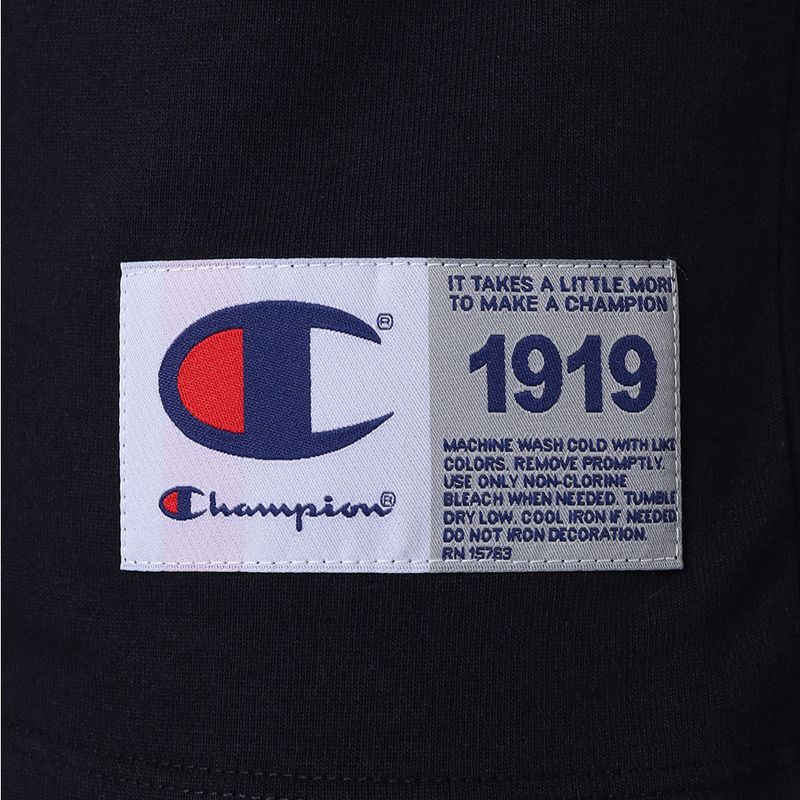 ®
Champion®
IT TAKES A LITTLE MORE
TO MAKE A CHAMPION
1919
MACHINE WASH COLD WITH LIKE
COLORS. REMOVE PROMPTLY.
USE ONLY NON-CLORINE
BLEACH WHEN NEEDED. TUMBLE
DRY LOW. COOL IRON IF NEEDED
DO NOT IRON DECORATION.
RN 15763